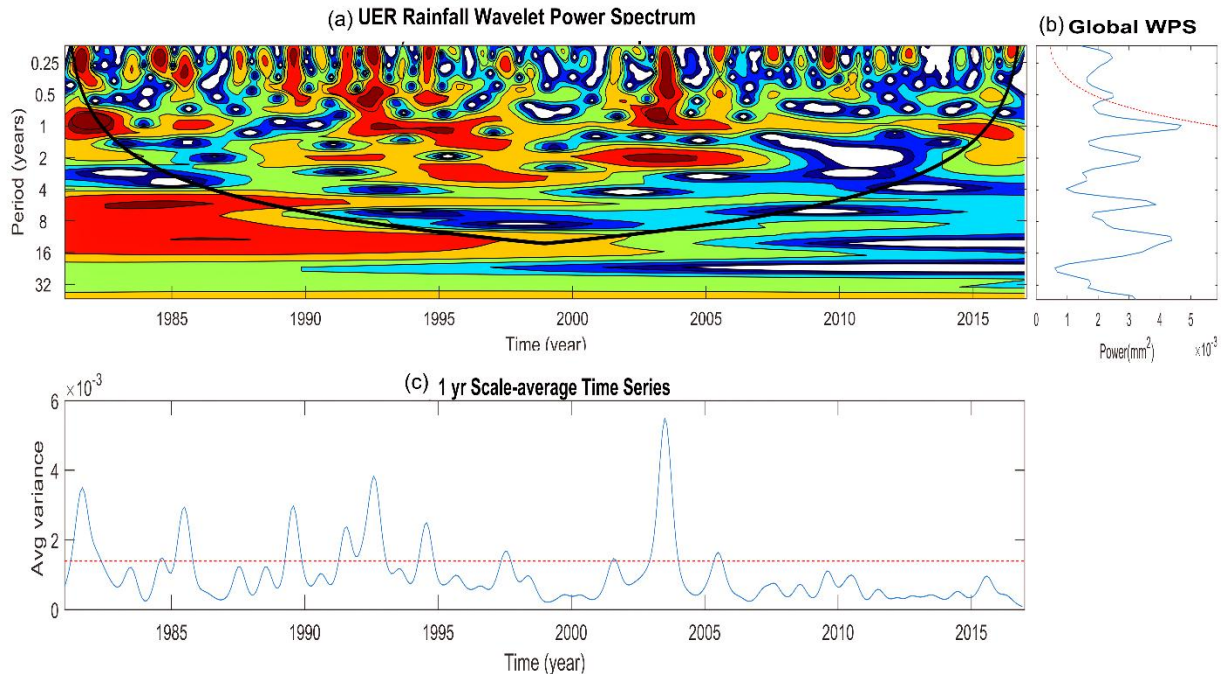 (a) UER Rainfall Wavelet Power Spectrum
Period (years)
0.25
0.5
1
2
4
8
16
32
1985 1990 1995 2000 2005 2010 2015
Time (year)
(b) Global WPS
0 1 2 3 4 5
Power(mm²) ×10⁻³
(c) 1 yr Scale-average Time Series
×10⁻³
Avg variance
6
4
2
0
1985 1990 1995 2000 2005 2010 2015
Time (year)